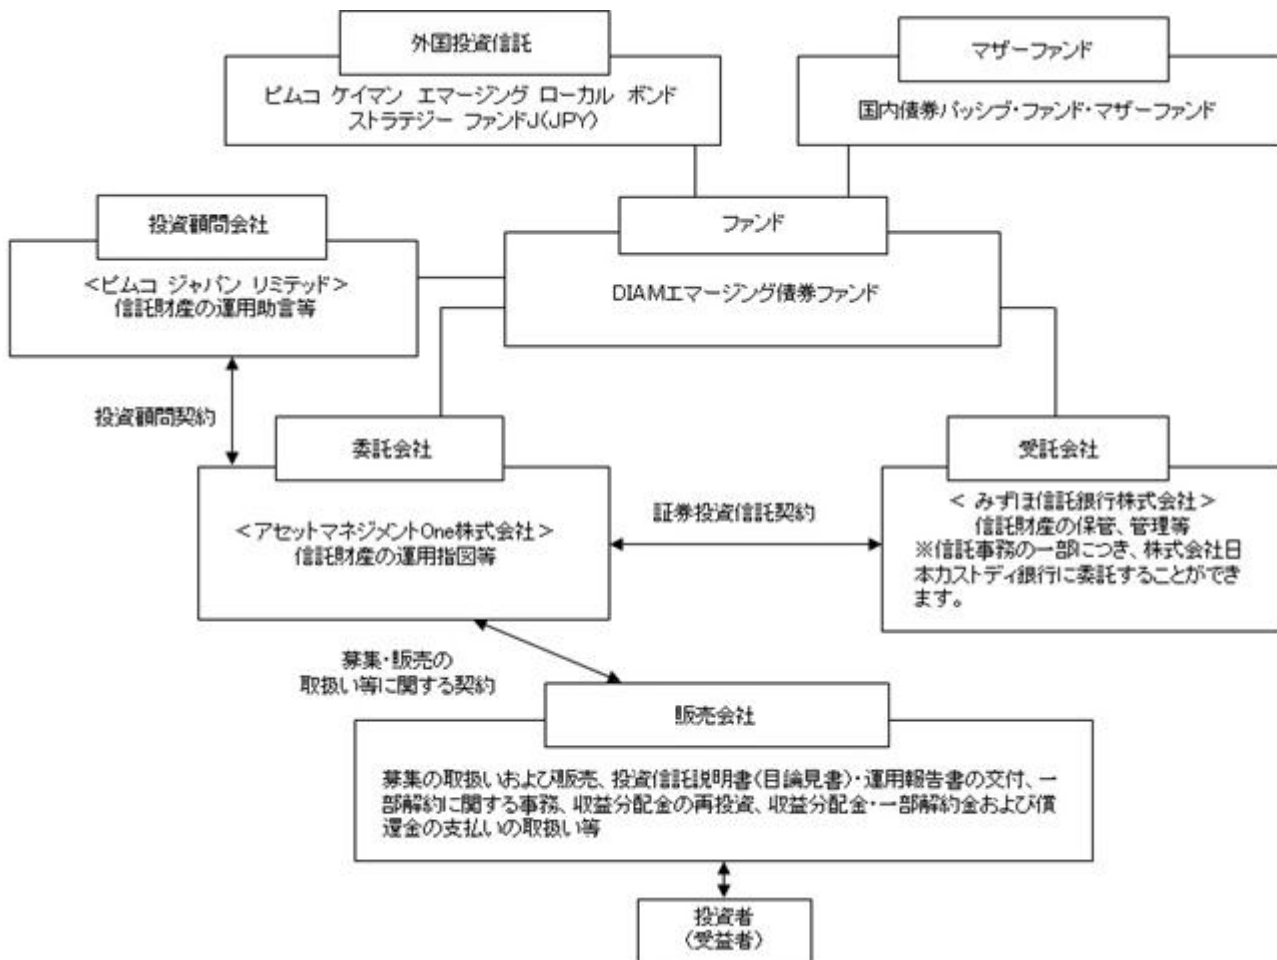 外国投資信託
ピムコ ケイマン エマージング ローカル ボンド
ストラテジー ファンドJ(JPY)
マザーファンド
国内債券パッシブ・ファンド・マザーファンド
投資顧問会社
＜ピムコ ジャパン リミテッド＞
信託財産の運用助言等
ファンド
DIAMエマージング債券ファンド
投資顧問契約
委託会社
＜アセットマネジメントOne株式会社＞
信託財産の運用指図等
証券投資信託契約
受託会社
＜ みずほ信託銀行株式会社＞
信託財産の保管、管理等
※信託事務の一部につき、株式会社日
本カストディ銀行に委託することができ
ます。
募集・販売の
取扱い等に関する契約
販売会社
募集の取扱いおよび販売、投資信託説明書(目論見書)・運用報告書の交付、一
部解約に関する事務、収益分配金の再投資、収益分配金・一部解約金および償
還金の支払いの取扱い等
投資者
(受益者)